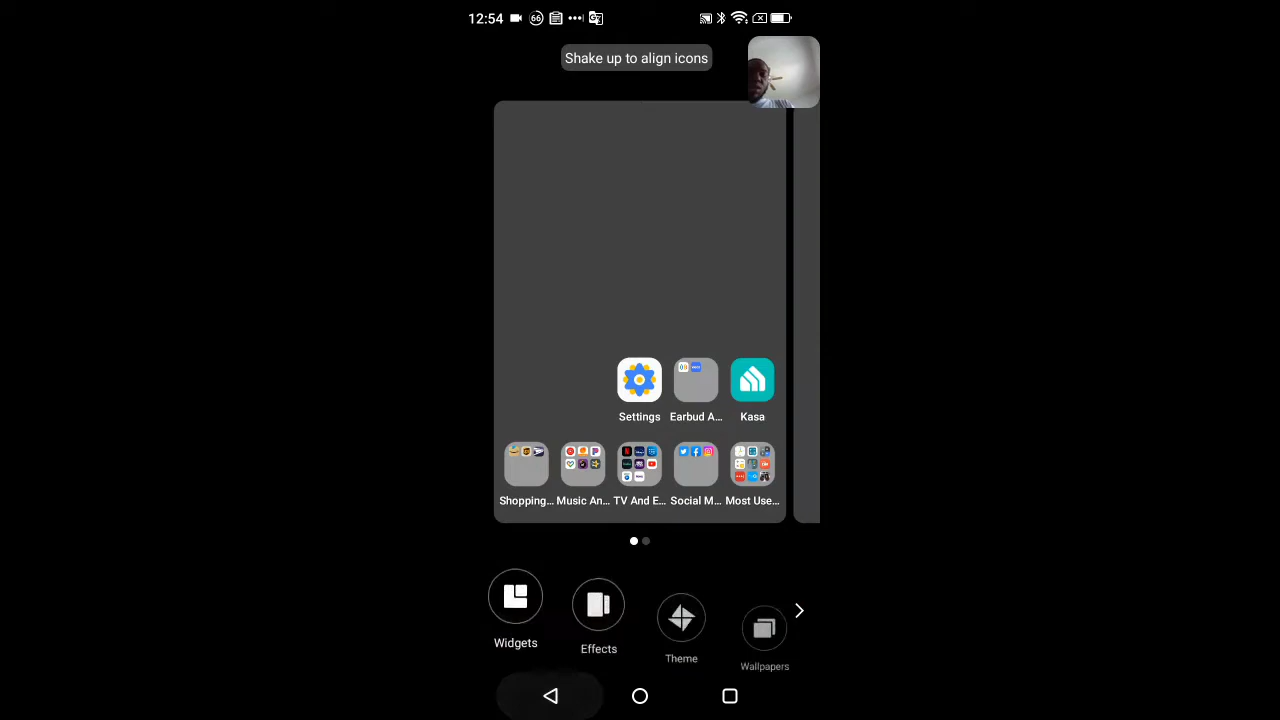 12:54 66
Shake up to align icons
Settings Earbud A... Kasa
Shopping... Music An... TV And E... Social M... Most Use...
Widgets Effects Theme Wallpapers